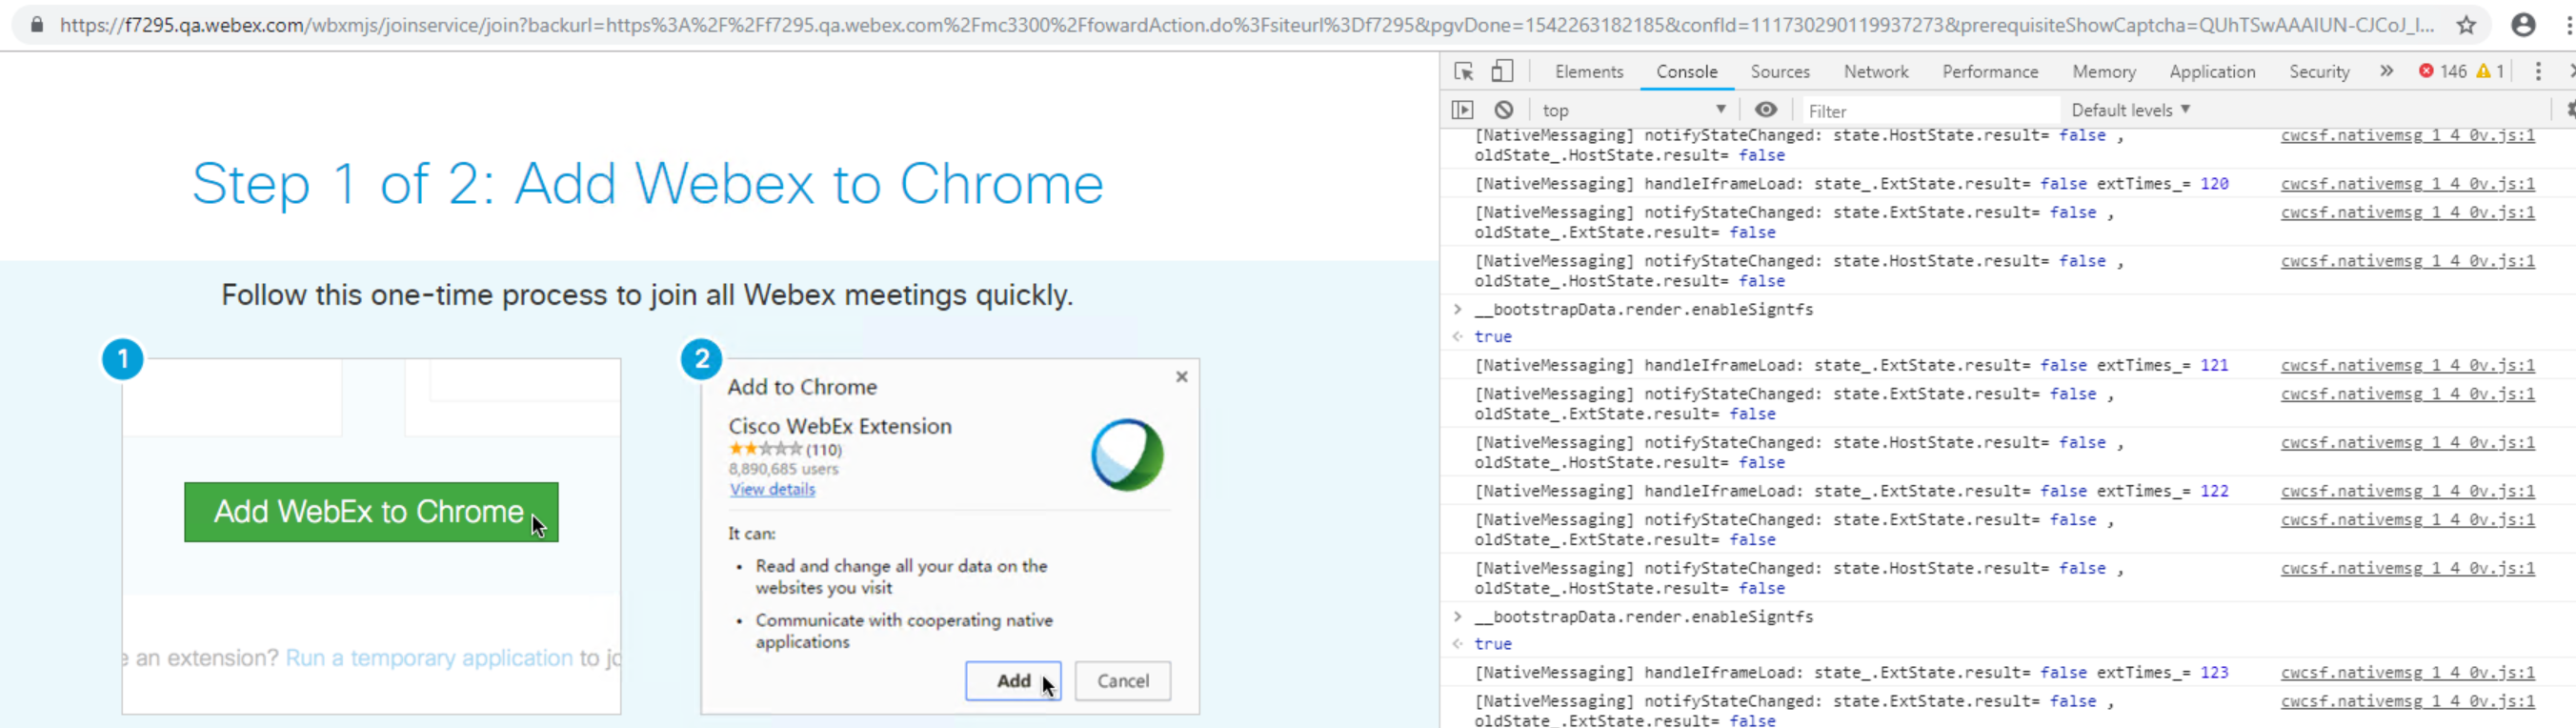 https://f7295.qa.webex.com/wbxmjs/joinservice/join?backurl=https%3A%2F%2Ff7295.qa.webex.com%2Fmc3300%2FfowardAction.do%3Fsiteurl%3Df7295&pgvDone=1542263182185&confId=111730290119937273&prerequisiteShowCaptcha=QUhTSwAAAIUN-CJCoJ_I...
Step 1 of 2: Add Webex to Chrome
Follow this one-time process to join all Webex meetings quickly.
1
Add WebEx to Chrome
an extension? Run a temporary application to
2
Add to Chrome
×
Cisco WebEx Extension
(110)
8,890,685 users
View details
It can:
• Read and change all your data on the
websites you visit
• Communicate with cooperating native
applications
Add Cancel
Elements Console Sources Network Performance Memory Application Security » 146 1
top Filter Default levels
[NativeMessaging] notifyStateChanged: state.HostState.result= false , cwcsf.nativemsg_1_4_0v.js:1
oldState_.HostState.result= false
[NativeMessaging] handleIframeLoad: state_.ExtState.result= false extTimes_= 120 cwcsf.nativemsg_1_4_0v.js:1
[NativeMessaging] notifyStateChanged: state.ExtState.result= false , cwcsf.nativemsg_1_4_0v.js:1
oldState_.ExtState.result= false
[NativeMessaging] notifyStateChanged: state.HostState.result= false , cwcsf.nativemsg_1_4_0v.js:1
oldState_.HostState.result= false
> __bootstrapData.render.enableSigntfs
true
[NativeMessaging] handleIframeLoad: state_.ExtState.result= false extTimes_= 121 cwcsf.nativemsg_1_4_0v.js:1
[NativeMessaging] notifyStateChanged: state.ExtState.result= false , cwcsf.nativemsg_1_4_0v.js:1
oldState_.ExtState.result= false
[NativeMessaging] notifyStateChanged: state.HostState.result= false , cwcsf.nativemsg_1_4_0v.js:1
oldState_.HostState.result= false
[NativeMessaging] handleIframeLoad: state_.ExtState.result= false extTimes_= 122 cwcsf.nativemsg_1_4_0v.js:1
[NativeMessaging] notifyStateChanged: state.ExtState.result= false , cwcsf.nativemsg_1_4_0v.js:1
oldState_.ExtState.result= false
[NativeMessaging] notifyStateChanged: state.HostState.result= false , cwcsf.nativemsg_1_4_0v.js:1
oldState_.HostState.result= false
> __bootstrapData.render.enableSigntfs
true
[NativeMessaging] handleIframeLoad: state_.ExtState.result= false extTimes_= 123 cwcsf.nativemsg_1_4_0v.js:1
[NativeMessaging] notifyStateChanged: state.ExtState.result= false , cwcsf.nativemsg_1_4_0v.js:1
oldState_.ExtState.result= false